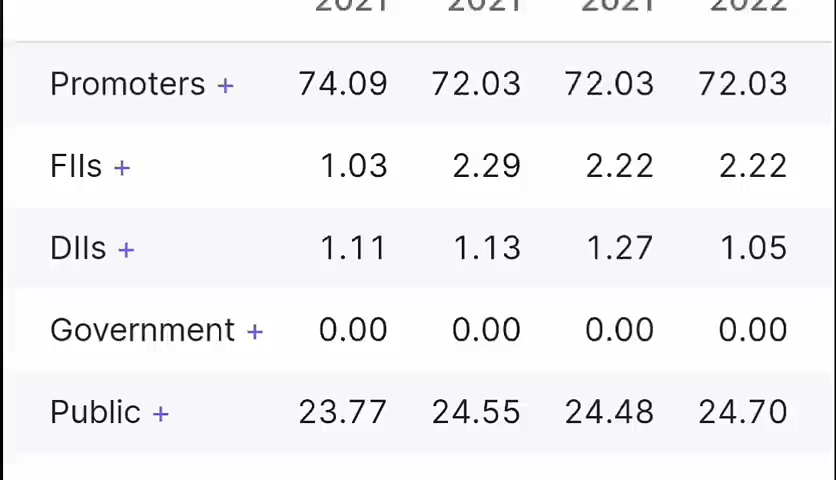 2021 2021 2021 2022
Promoters + 74.09 72.03 72.03 72.03
FIIs + 1.03 2.29 2.22 2.22
DIIs + 1.11 1.13 1.27 1.05
Government + 0.00 0.00 0.00 0.00
Public + 23.77 24.55 24.48 24.70